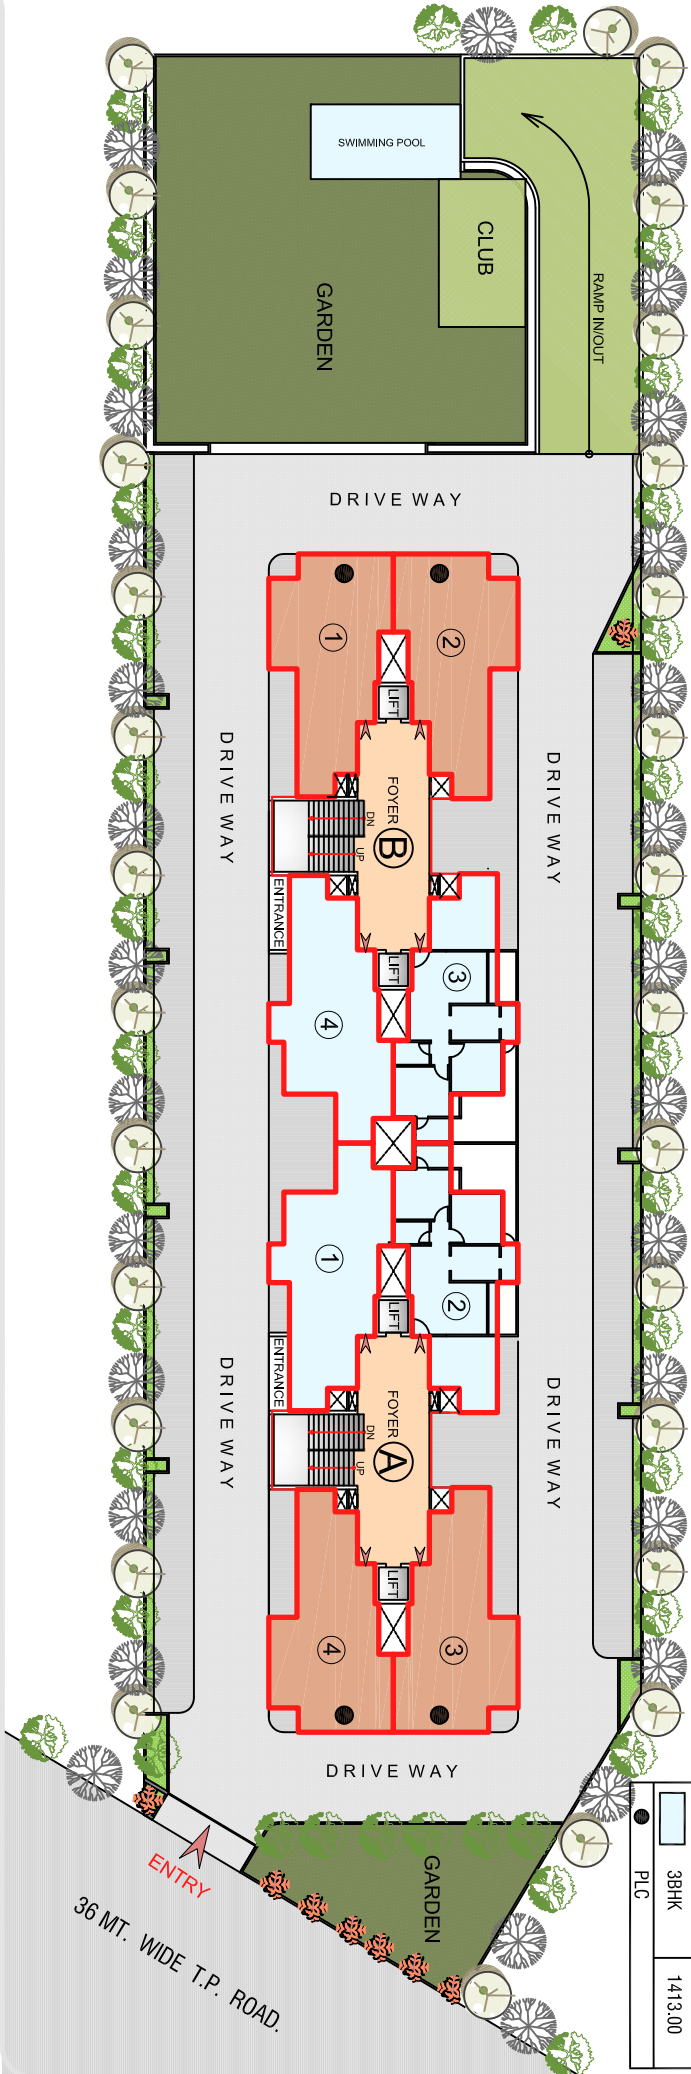 SWIMMING POOL
CLUB
GARDEN
RAMP IN/OUT
DRIVE WAY
1
2
LIFT
DRIVE WAY
DRIVE WAY
FOYER
B
DN
UP
ENTRANCE
LIFT
3
4
1
2
LIFT
ENTRANCE
DRIVE WAY
DRIVE WAY
FOYER
A
DN
UP
LIFT
4
3
DRIVE WAY
GARDEN
ENTRY
36 MT. WIDE T.P. ROAD.
3BHK 1413.00
PLC